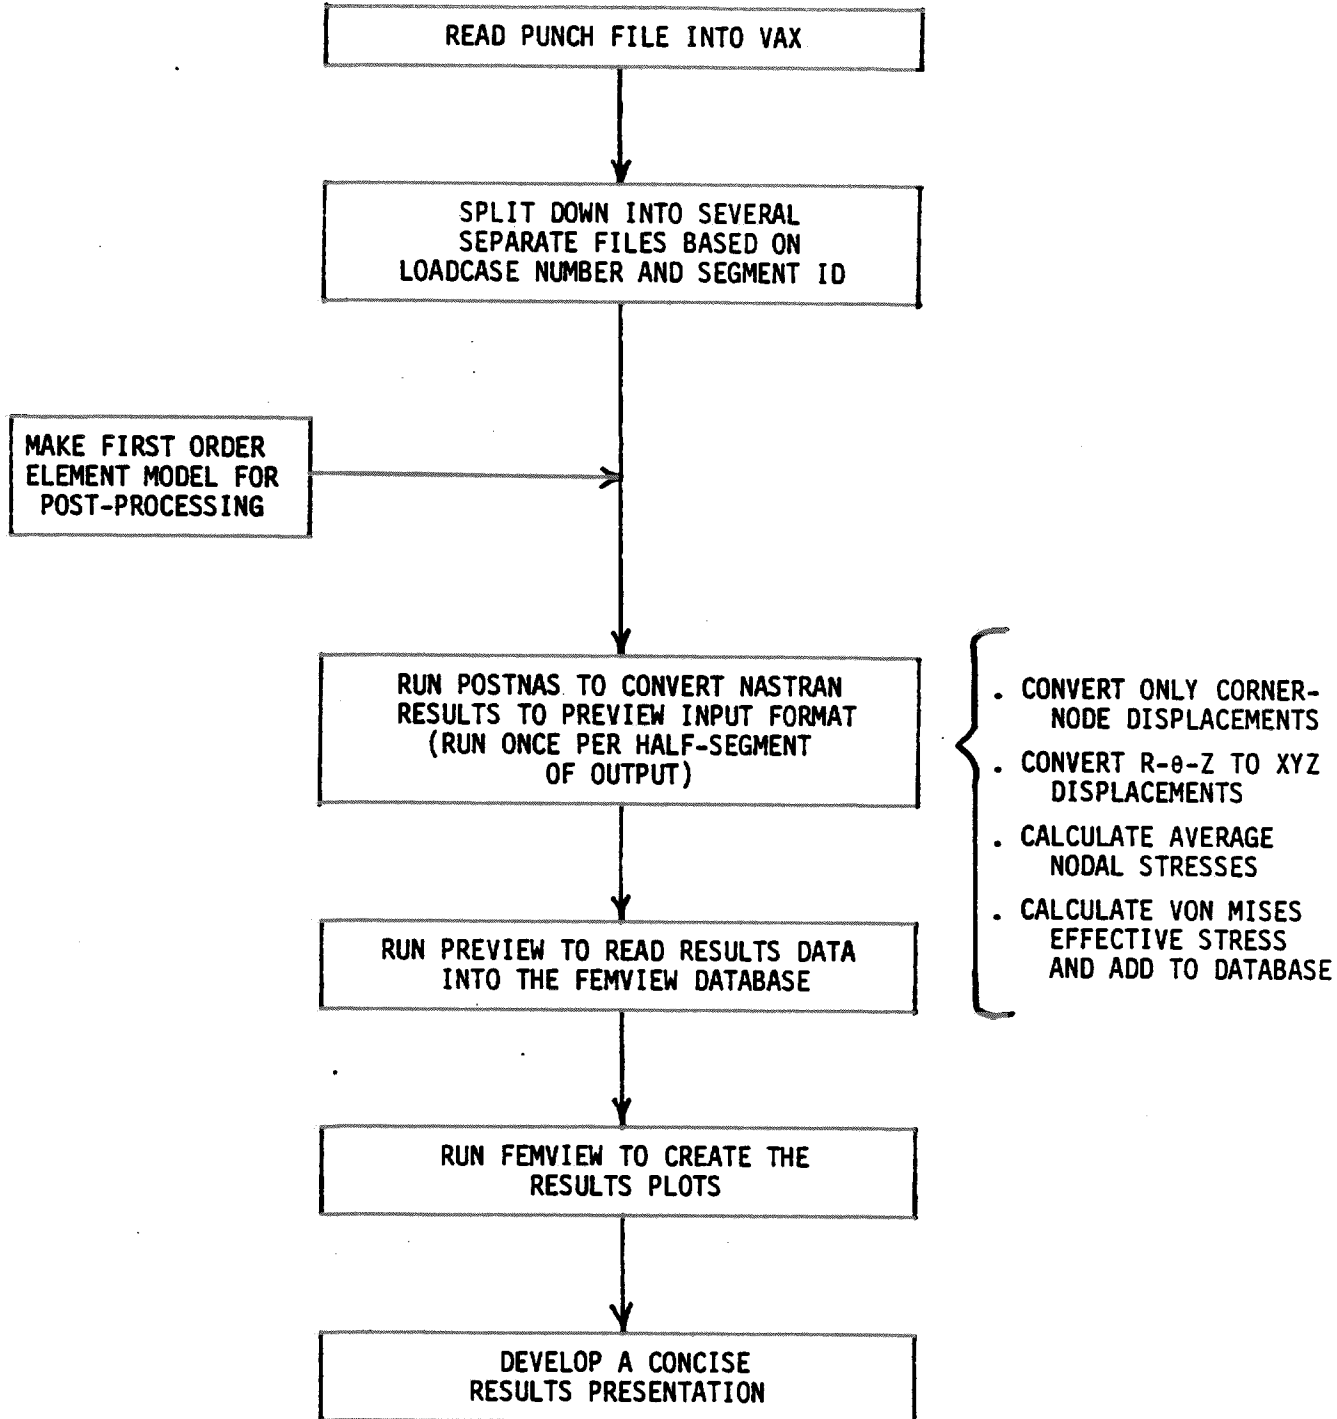 READ PUNCH FILE INTO VAX
SPLIT DOWN INTO SEVERAL
SEPARATE FILES BASED ON
LOADCASE NUMBER AND SEGMENT ID
MAKE FIRST ORDER
ELEMENT MODEL FOR
POST-PROCESSING
RUN POSTNAS TO CONVERT NASTRAN
RESULTS TO PREVIEW INPUT FORMAT
(RUN ONCE PER HALF-SEGMENT
OF OUTPUT)
. CONVERT ONLY CORNER-
NODE DISPLACEMENTS
. CONVERT R-θ-Z TO XYZ
DISPLACEMENTS
. CALCULATE AVERAGE
NODAL STRESSES
. CALCULATE VON MISES
EFFECTIVE STRESS
AND ADD TO DATABASE
RUN PREVIEW TO READ RESULTS DATA
INTO THE FEMVIEW DATABASE
RUN FEMVIEW TO CREATE THE
RESULTS PLOTS
DEVELOP A CONCISE
RESULTS PRESENTATION